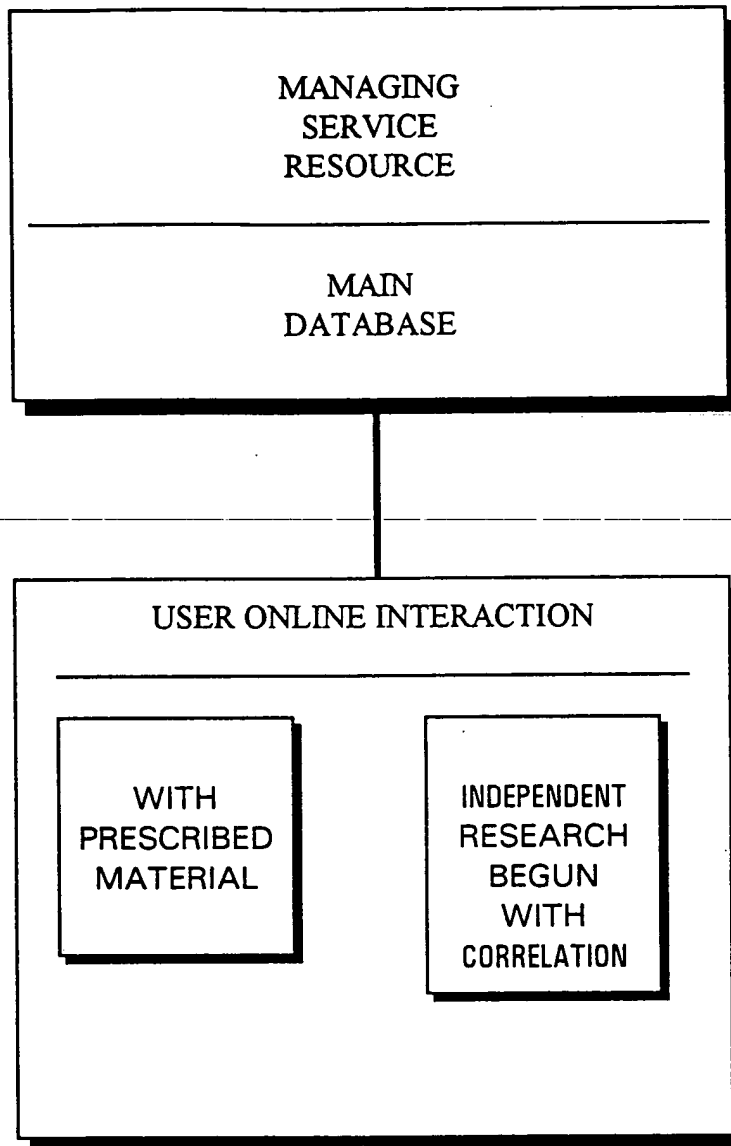 MANAGING
SERVICE
RESOURCE
MAIN
DATABASE
USER ONLINE INTERACTION
WITH
PRESCRIBED
MATERIAL
INDEPENDENT
RESEARCH
BEGUN
WITH
CORRELATION